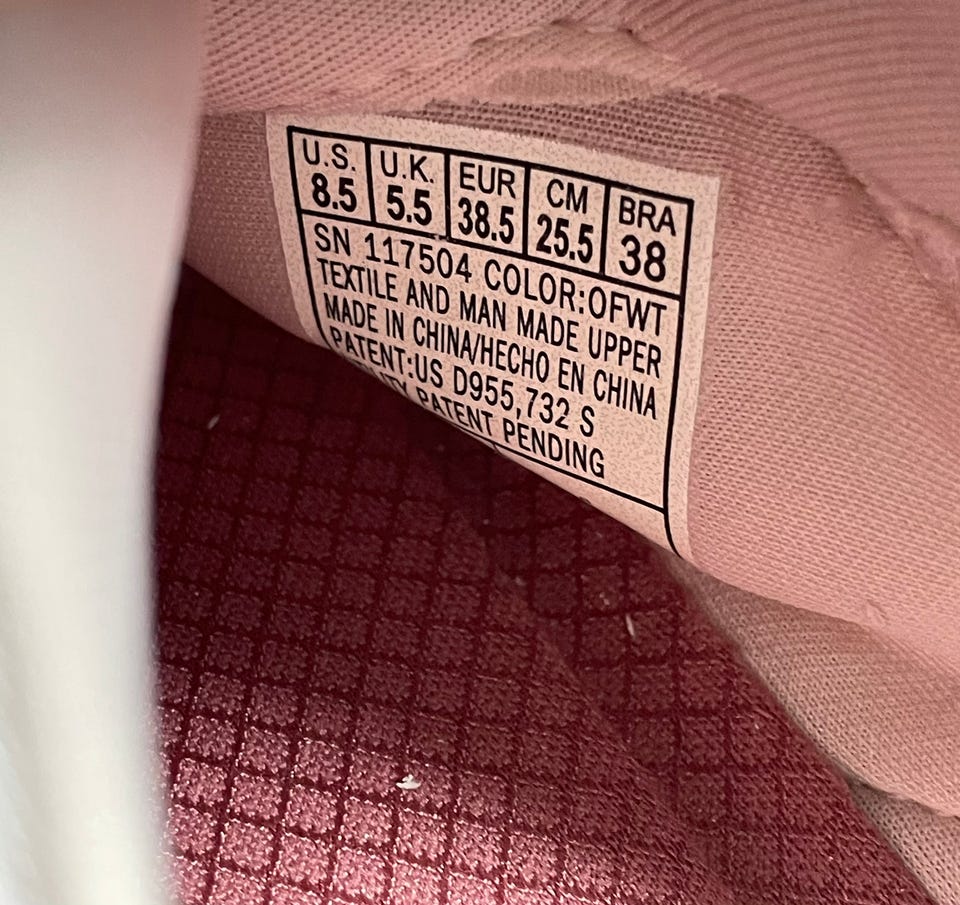 U.S. U.K. EUR CM BRA
8.5 5.5 38.5 25.5 38
SN 117504 COLOR:OFWT
TEXTILE AND MAN MADE UPPER
MADE IN CHINA/HECHO EN CHINA
PATENT:US D955,732 S
PATENT PENDING